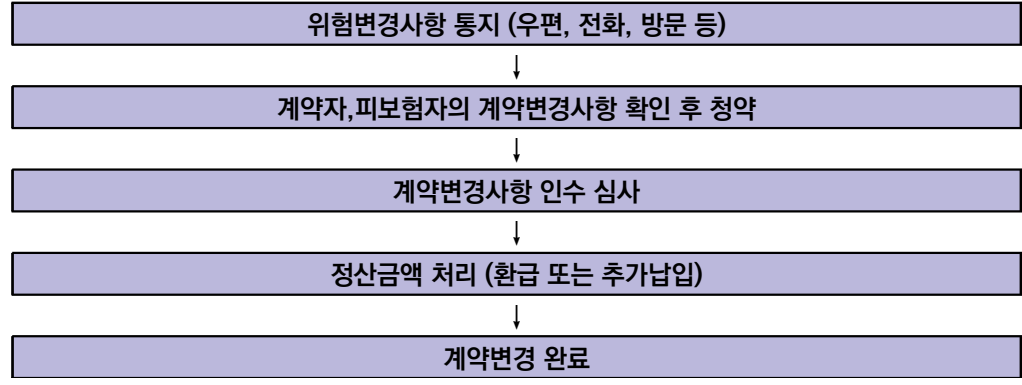 위험변경사항 통지 (우편, 전화, 방문 등)
↓
계약자,피보험자의 계약변경사항 확인 후 청약
↓
계약변경사항 인수 심사
↓
정산금액 처리 (환급 또는 추가납입)
↓
계약변경 완료